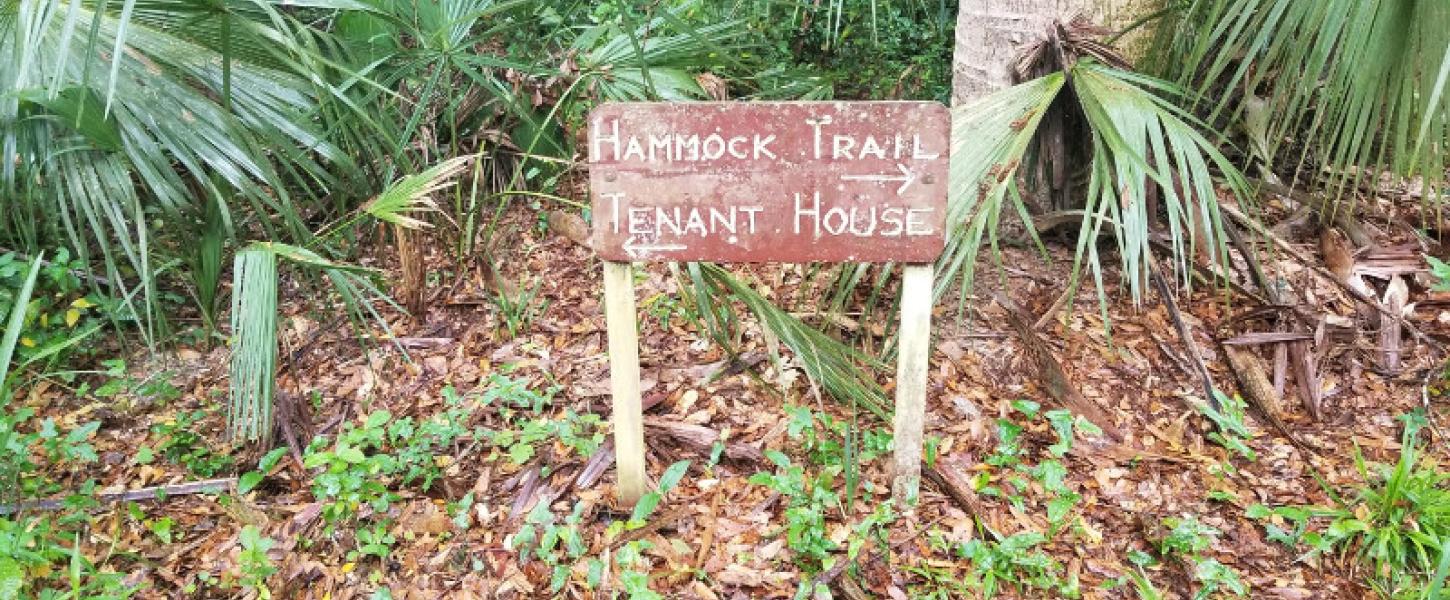 HAMMOCK TRAIL
→
TENANT HOUSE
←